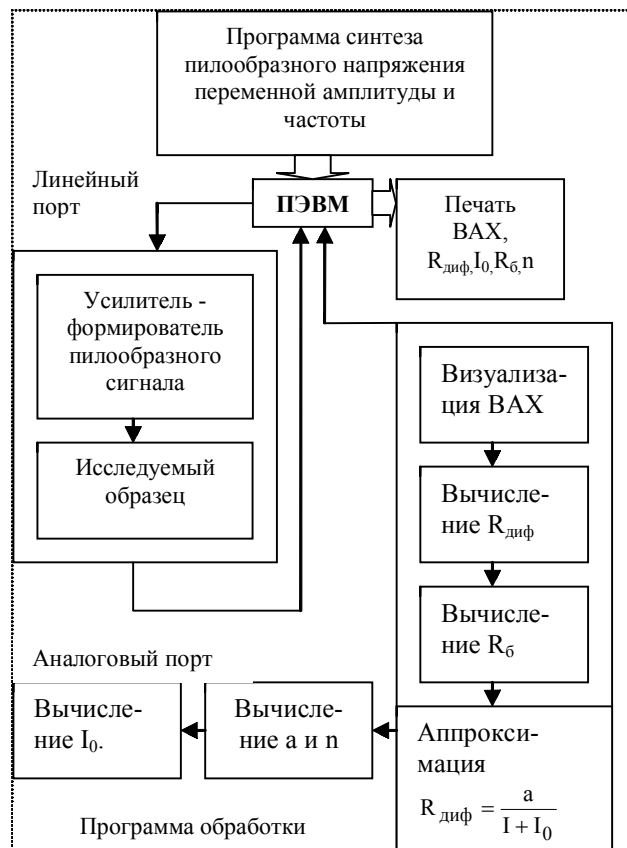 Программа синтеза
пилообразного напряжения
переменной амплитуды и
частоты
Линейный
порт
ПЭВМ
Печать
ВАХ,
Rдиф,I0,Rб,n
Усилитель -
формирователь
пилообразного
сигнала
Исследуемый
образец
Визуализа-
ция ВАХ
Вычисле-
ние Rдиф
Вычисле-
ние Rб
Аналоговый порт
Вычисле-
ние I0.
Вычисле-
ние a и n
Аппрокси-
мация
R диф = a / (I + I0)
Программа обработки